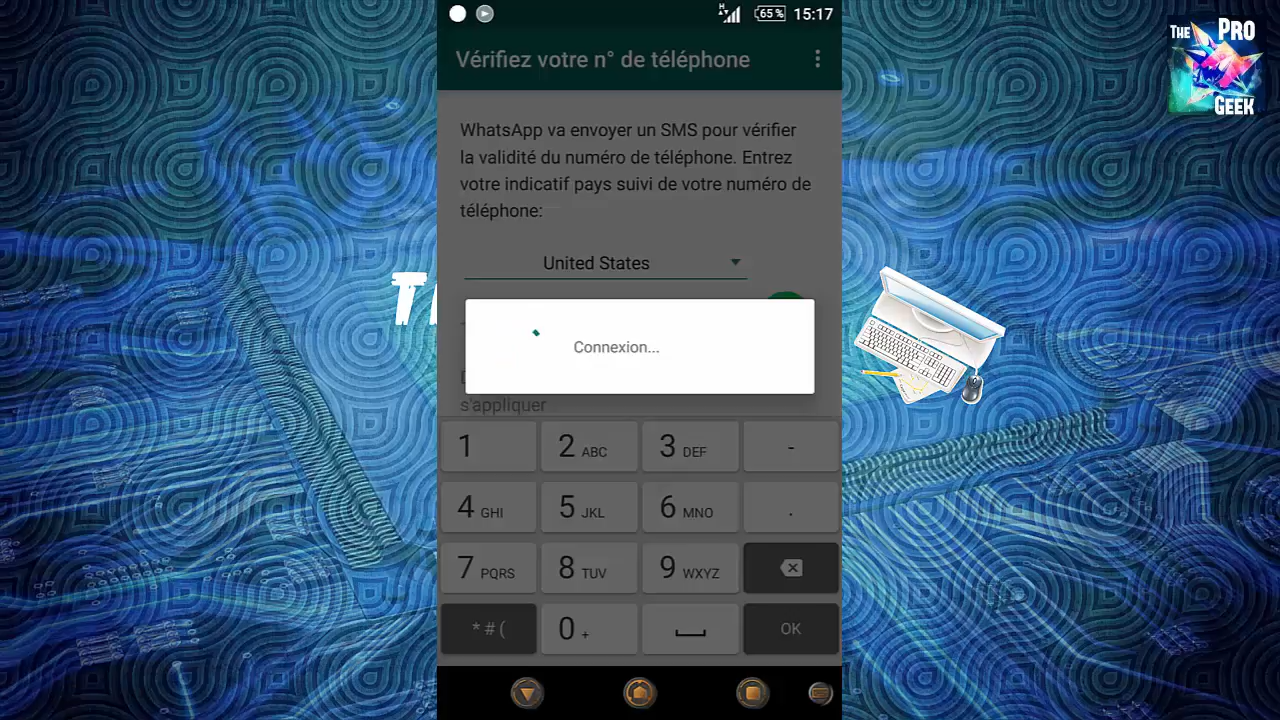 H
65 %
15:17
THE PRO
GEEK
Vérifiez votre n° de téléphone
WhatsApp va envoyer un SMS pour vérifier
la validité du numéro de téléphone. Entrez
votre indicatif pays suivi de votre numéro de
téléphone:
United States
T
Connexion...
s'appliquer
1 2 ABC 3 DEF -
4 GHI 5 JKL 6 MNO .
7 PQRS 8 TUV 9 WXYZ
*#( 0 + OK